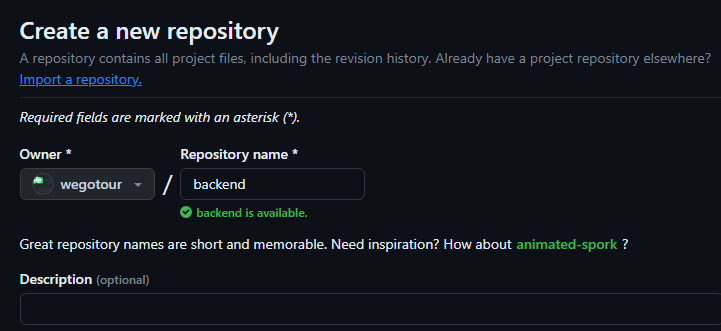 Create a new repository
A repository contains all project files, including the revision history. Already have a project repository elsewhere?
Import a repository.
Required fields are marked with an asterisk (*).
Owner *
Repository name *
wegotour
/
backend
backend is available.
Great repository names are short and memorable. Need inspiration? How about animated-spork ?
Description (optional)